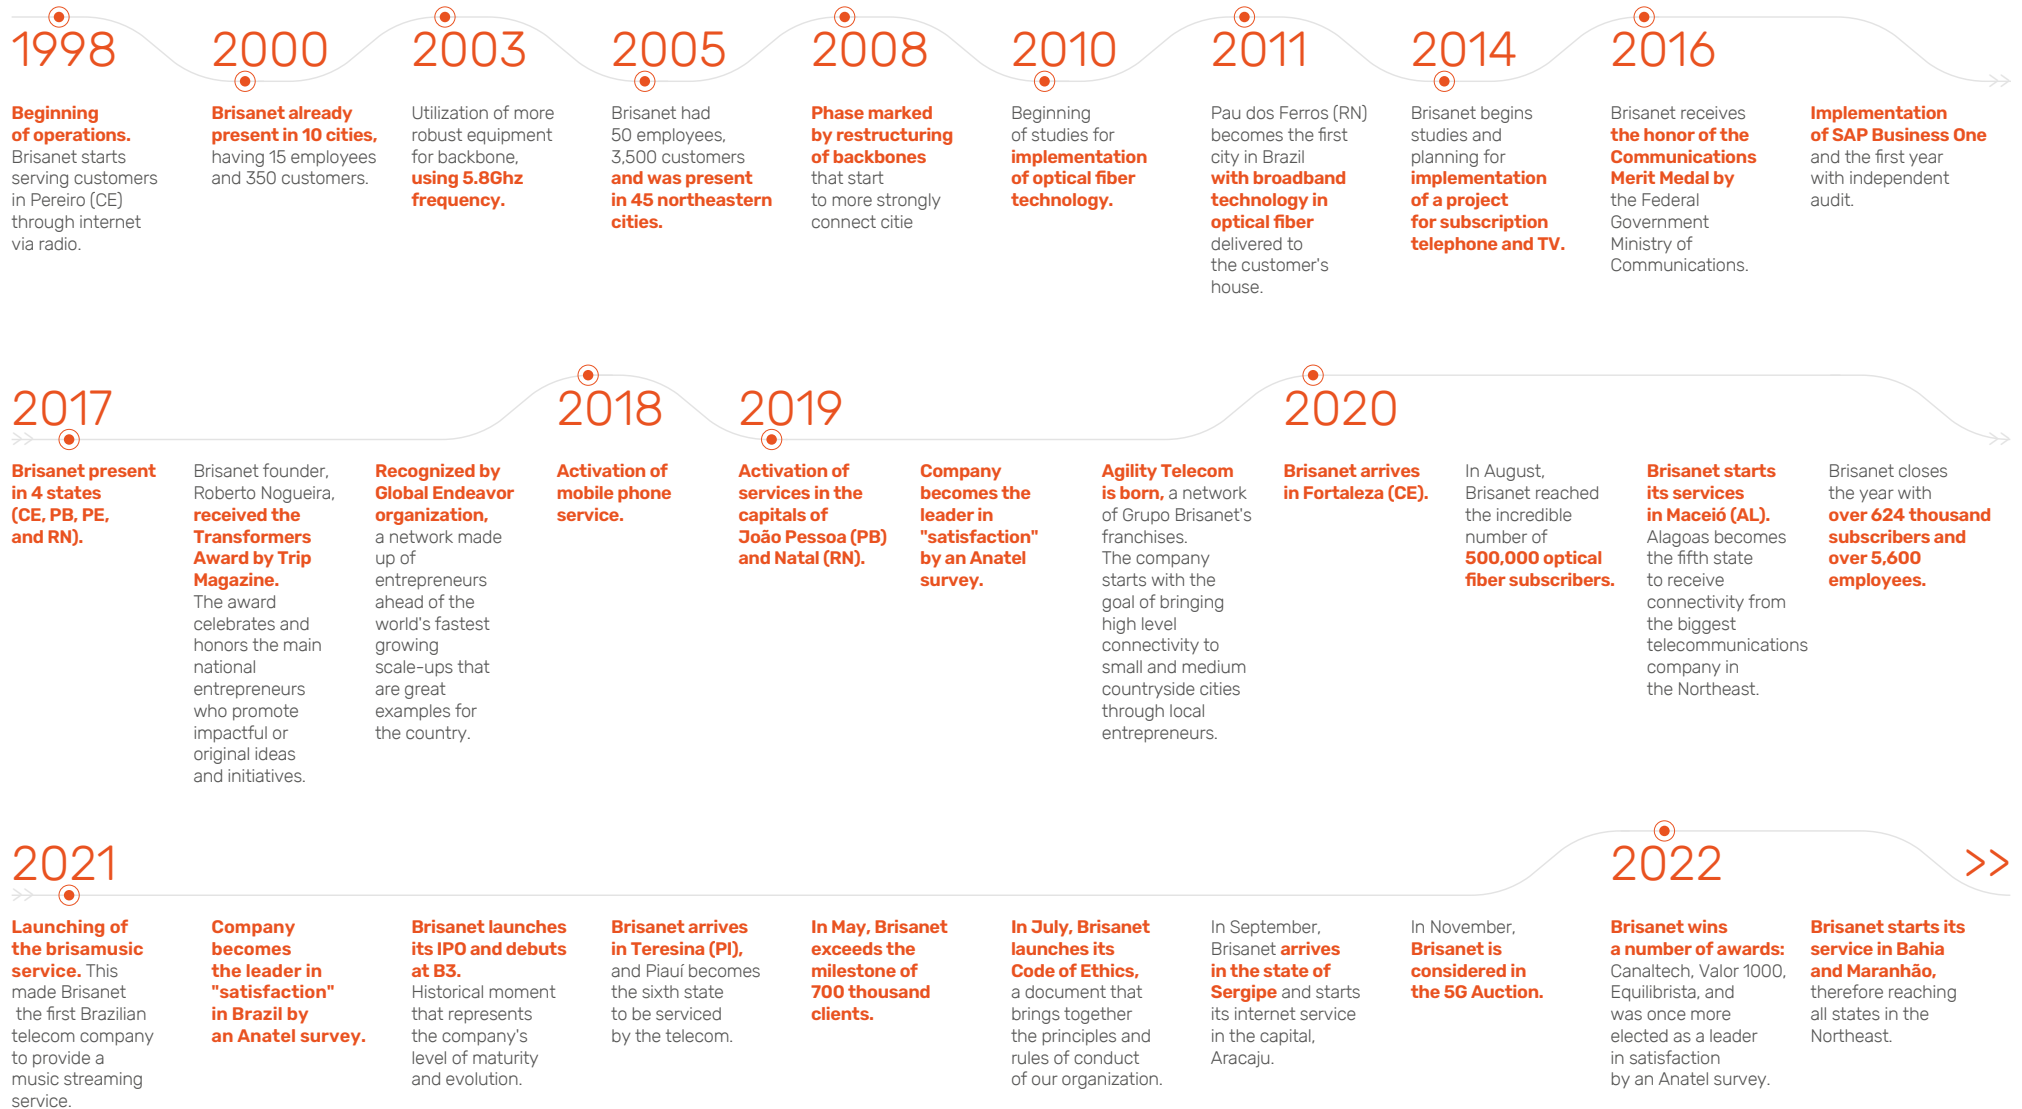 1998
Beginning
of operations.
Brisanet starts
serving customers
in Pereiro (CE)
through internet
via radio.
2000
Brisanet already
present in 10 cities,
having 15 employees
and 350 customers.
2003
Utilization of more
robust equipment
for backbone,
using 5.8Ghz
frequency.
2005
Brisanet had
50 employees,
3,500 customers
and was present
in 45 northeastern
cities.
2008
Phase marked
by restructuring
of backbones
that start
to more strongly
connect citie
2010
Beginning
of studies for
implementation
of optical fiber
technology.
2011
Pau dos Ferros (RN)
becomes the first
city in Brazil
with broadband
technology in
optical fiber
delivered to
the customer's
house.
2014
Brisanet begins
studies and
planning for
implementation
of a project
for subscription
telephone and TV.
2016
Brisanet receives
the honor of the
Communications
Merit Medal by
the Federal
Government
Ministry of
Communications.
Implementation
of SAP Business One
and the first year
with independent
audit.
2017
Brisanet present
in 4 states
(CE, PB, PE,
and RN).
Brisanet founder,
Roberto Nogueira,
received the
Transformers
Award by Trip
Magazine.
The award
celebrates and
honors the main
national
entrepreneurs
who promote
impactful or
original ideas
and initiatives.
Recognized by
Global Endeavor
organization,
a network made
up of
entrepreneurs
ahead of the
world's fastest
growing
scale-ups that
are great
examples for
the country.
2018
Activation of
mobile phone
service.
2019
Activation of
services in the
capitals of
João Pessoa (PB)
and Natal (RN).
Company
becomes the
leader in
"satisfaction"
by an Anatel
survey.
Agility Telecom
is born, a network
of Grupo Brisanet's
franchises.
The company
starts with the
goal of bringing
high level
connectivity to
small and medium
countryside cities
through local
entrepreneurs.
2020
Brisanet arrives
in Fortaleza (CE).
In August,
Brisanet reached
the incredible
number of
500,000 optical
fiber subscribers.
Brisanet starts
its services
in Maceió (AL).
Alagoas becomes
the fifth state
to receive
connectivity from
the biggest
telecommunications
company in
the Northeast.
Brisanet closes
the year with
over 624 thousand
subscribers and
over 5,600
employees.
2021
Launching of
the brisamusic
service. This
made Brisanet
the first Brazilian
telecom company
to provide a
music streaming
service.
Company
becomes
the leader in
"satisfaction"
in Brazil by
an Anatel survey.
Brisanet launches
its IPO and debuts
at B3.
Historical moment
that represents
the company's
level of maturity
and evolution.
Brisanet arrives
in Teresina (PI),
and Piauí becomes
the sixth state
to be serviced
by the telecom.
In May, Brisanet
exceeds the
milestone of
700 thousand
clients.
In July, Brisanet
launches its
Code of Ethics,
a document that
brings together
the principles and
rules of conduct
of our organization.
In September,
Brisanet arrives
in the state of
Sergipe and starts
its internet service
in the capital,
Aracaju.
In November,
Brisanet is
considered in
the 5G Auction.
2022
Brisanet wins
a number of awards:
Canaltech, Valor 1000,
Equilibrista, and
was once more
elected as a leader
in satisfaction
by an Anatel survey.
Brisanet starts its
service in Bahia
and Maranhão,
therefore reaching
all states in the
Northeast.